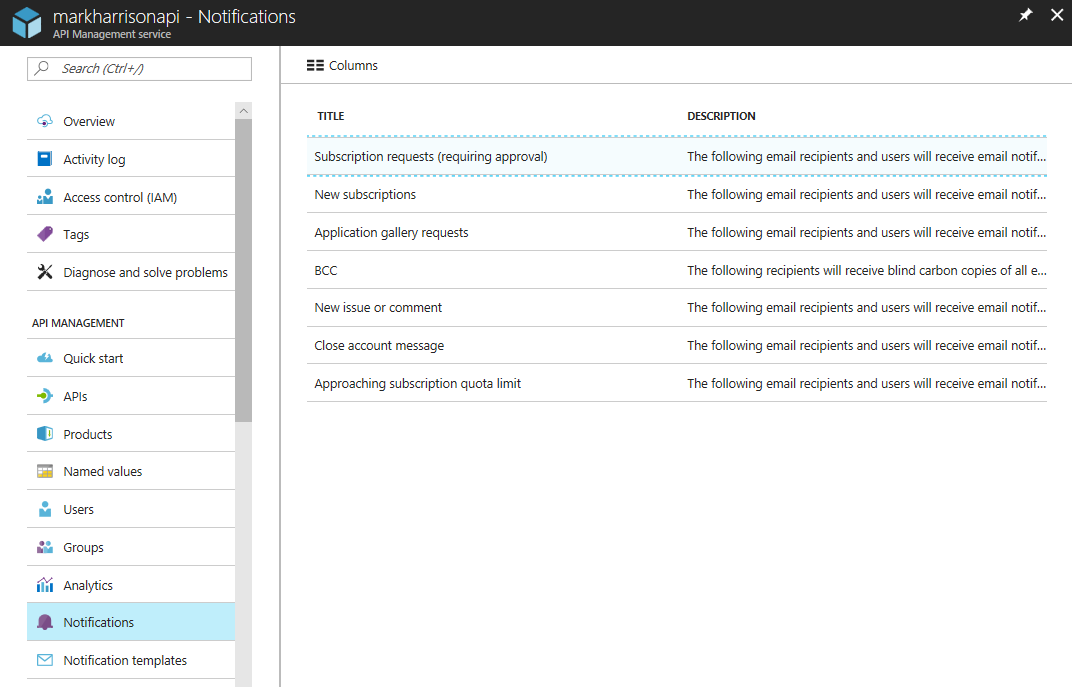 markharrisonapi - Notifications
API Management service
Search (Ctrl+/)
Overview
Activity log
Access control (IAM)
Tags
Diagnose and solve problems
API MANAGEMENT
Quick start
APIs
Products
Named values
Users
Groups
Analytics
Notifications
Notification templates
Columns
TITLE DESCRIPTION
Subscription requests (requiring approval) The following email recipients and users will receive email notif...
New subscriptions The following email recipients and users will receive email notif...
Application gallery requests The following email recipients and users will receive email notif...
BCC The following recipients will receive blind carbon copies of all e...
New issue or comment The following email recipients and users will receive email notif...
Close account message The following email recipients and users will receive email notif...
Approaching subscription quota limit The following email recipients and users will receive email notif...